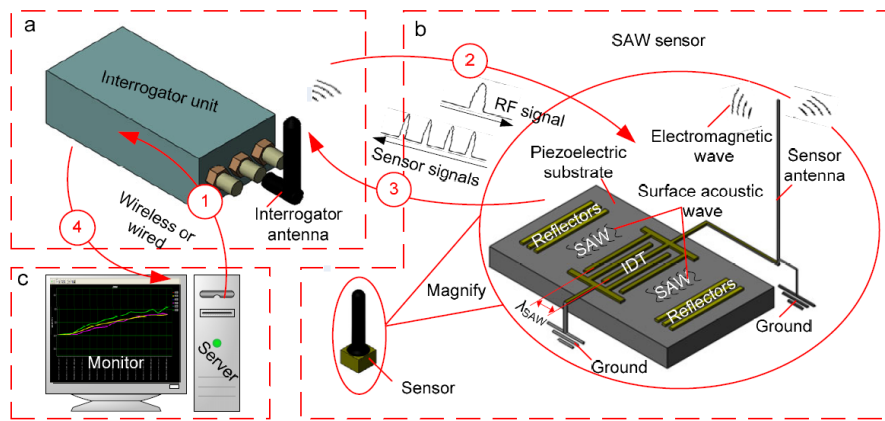 a
Interrogator unit
Wireless or
wired
Interrogator
antenna
1
2
3
4
RF signal
Sensor signals
b
SAW sensor
Electromagnetic
wave
Sensor
antenna
Piezoelectric
substrate
Surface acoustic
wave
Reflectors
SAW
IDT
SAW
Reflectors
λSAW
Ground
Ground
Magnify
Sensor
c
Monitor
Server